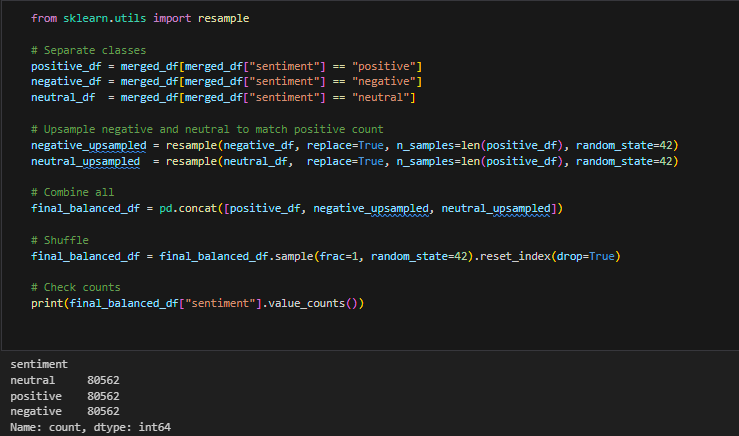 from sklearn.utils import resample
# Separate classes
positive_df = merged_df[merged_df["sentiment"] == "positive"]
negative_df = merged_df[merged_df["sentiment"] == "negative"]
neutral_df  = merged_df[merged_df["sentiment"] == "neutral"]
# Upsample negative and neutral to match positive count
negative_upsampled = resample(negative_df, replace=True, n_samples=len(positive_df), random_state=42)
neutral_upsampled  = resample(neutral_df,  replace=True, n_samples=len(positive_df), random_state=42)
# Combine all
final_balanced_df = pd.concat([positive_df, negative_upsampled, neutral_upsampled])
# Shuffle
final_balanced_df = final_balanced_df.sample(frac=1, random_state=42).reset_index(drop=True)
# Check counts
print(final_balanced_df["sentiment"].value_counts())
sentiment
neutral     80562
positive    80562
negative    80562
Name: count, dtype: int64